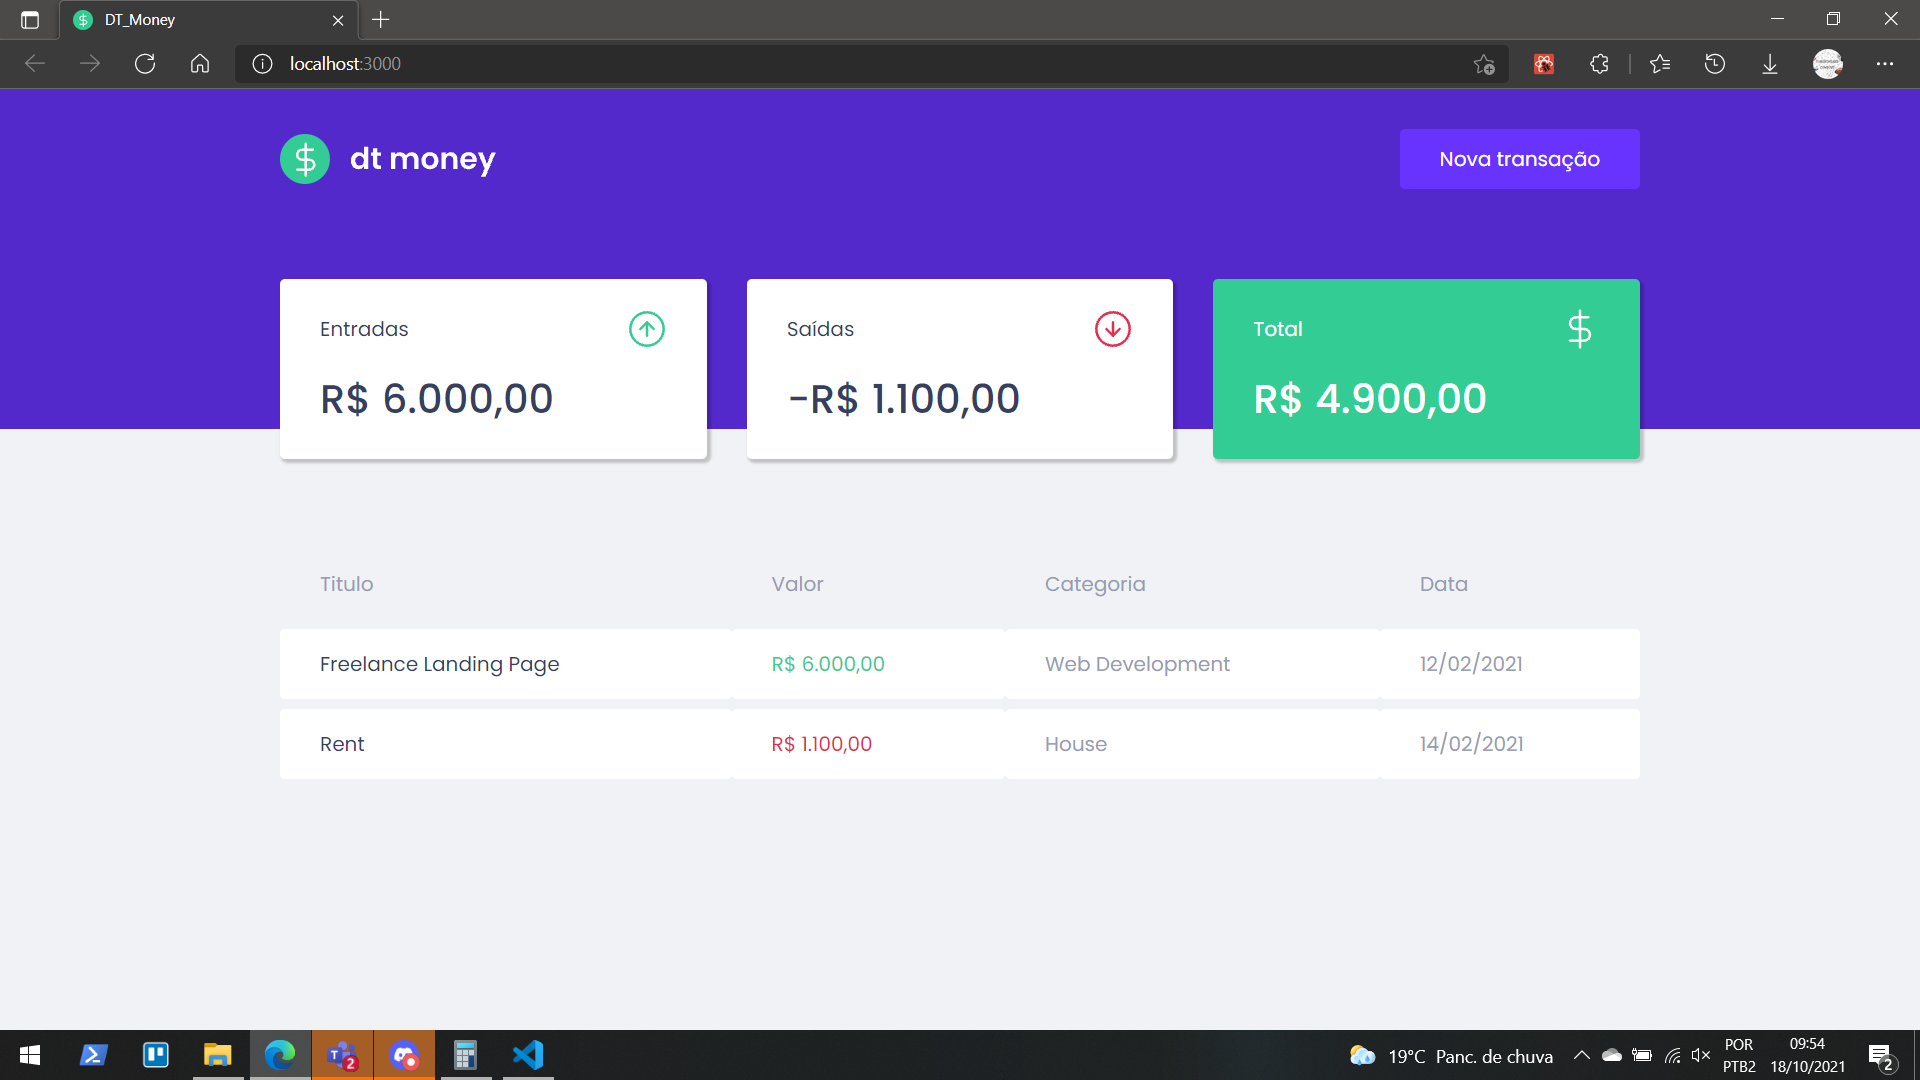 DT_Money
localhost:3000
dt money
Nova transação
Entradas
R$ 6.000,00
Saídas
-R$ 1.100,00
Total
R$ 4.900,00
Titulo Valor Categoria Data
Freelance Landing Page R$ 6.000,00 Web Development 12/02/2021
Rent R$ 1.100,00 House 14/02/2021
19°C Panc. de chuva
POR
PTB2
09:54
18/10/2021
2
2